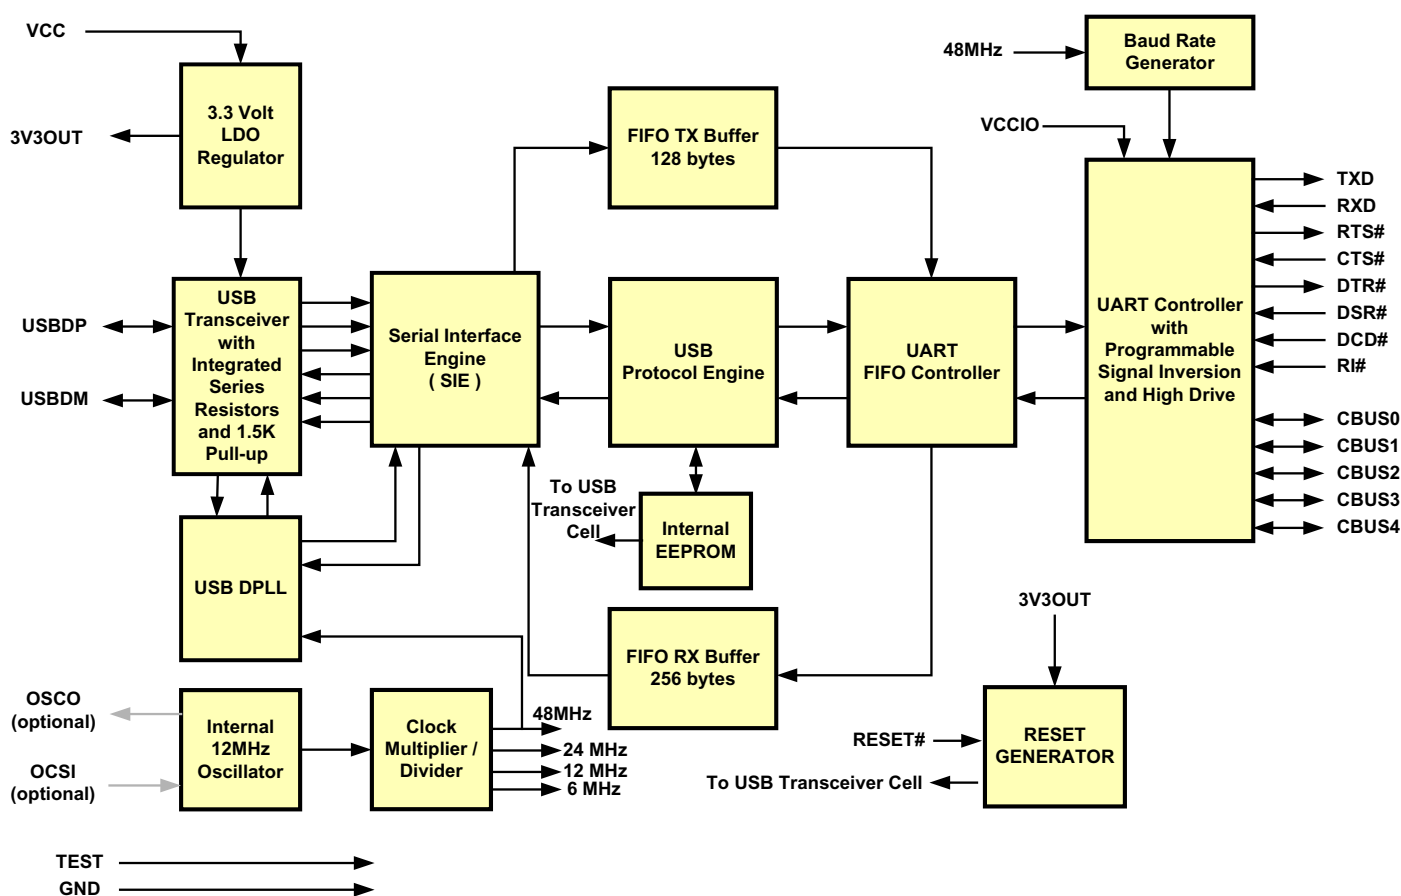 VCC
3V3OUT
3.3 Volt
LDO
Regulator
FIFO TX Buffer
128 bytes
48MHz
Baud Rate
Generator
VCCIO
USBDP
USBDM
USB
Transceiver
with
Integrated
Series
Resistors
and 1.5K
Pull-up
Serial Interface
Engine
( SIE )
USB
Protocol Engine
UART
FIFO Controller
UART Controller
with
Programmable
Signal Inversion
and High Drive
TXD
RXD
RTS#
CTS#
DTR#
DSR#
DCD#
RI#
CBUS0
CBUS1
CBUS2
CBUS3
CBUS4
USB DPLL
To USB
Transceiver
Cell
Internal
EEPROM
FIFO RX Buffer
256 bytes
3V3OUT
OSCO
(optional)
OCSI
(optional)
Internal
12MHz
Oscillator
Clock
Multiplier /
Divider
48MHz
24 MHz
12 MHz
6 MHz
RESET#
To USB Transceiver Cell
RESET
GENERATOR
TEST
GND